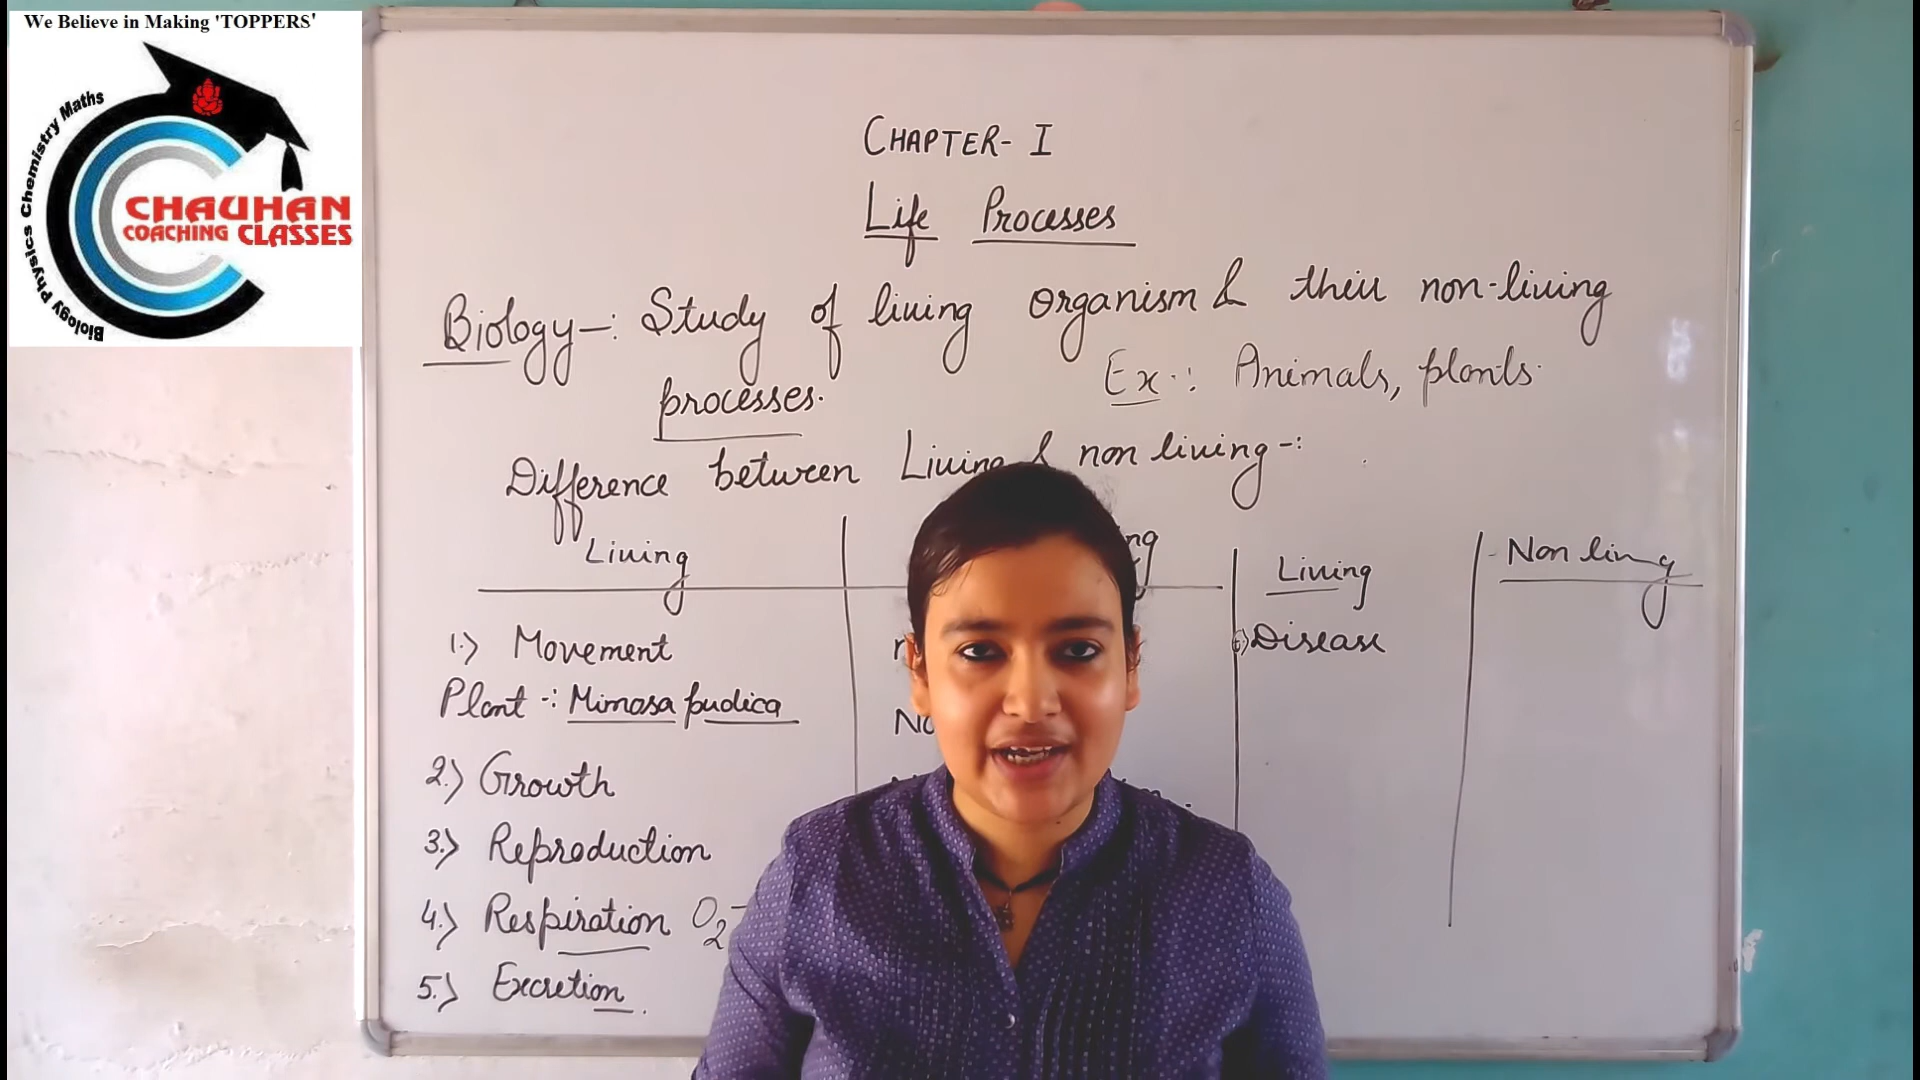 We Believe in Making 'TOPPERS'
Biology Physics Chemistry Maths
CHAUHAN
COACHING CLASSES
CHAPTER- I
Life Processes
Biology-: Study of living organism & their non-living
processes.
Ex-: Animals, plants.
Difference between Living & non living-:
Living
Living
Non living
1.) Movement
Disease
Plant-: Mimosa pudica
2.) Growth
3.) Reproduction
4.) Respiration O2-
5.) Excretion.